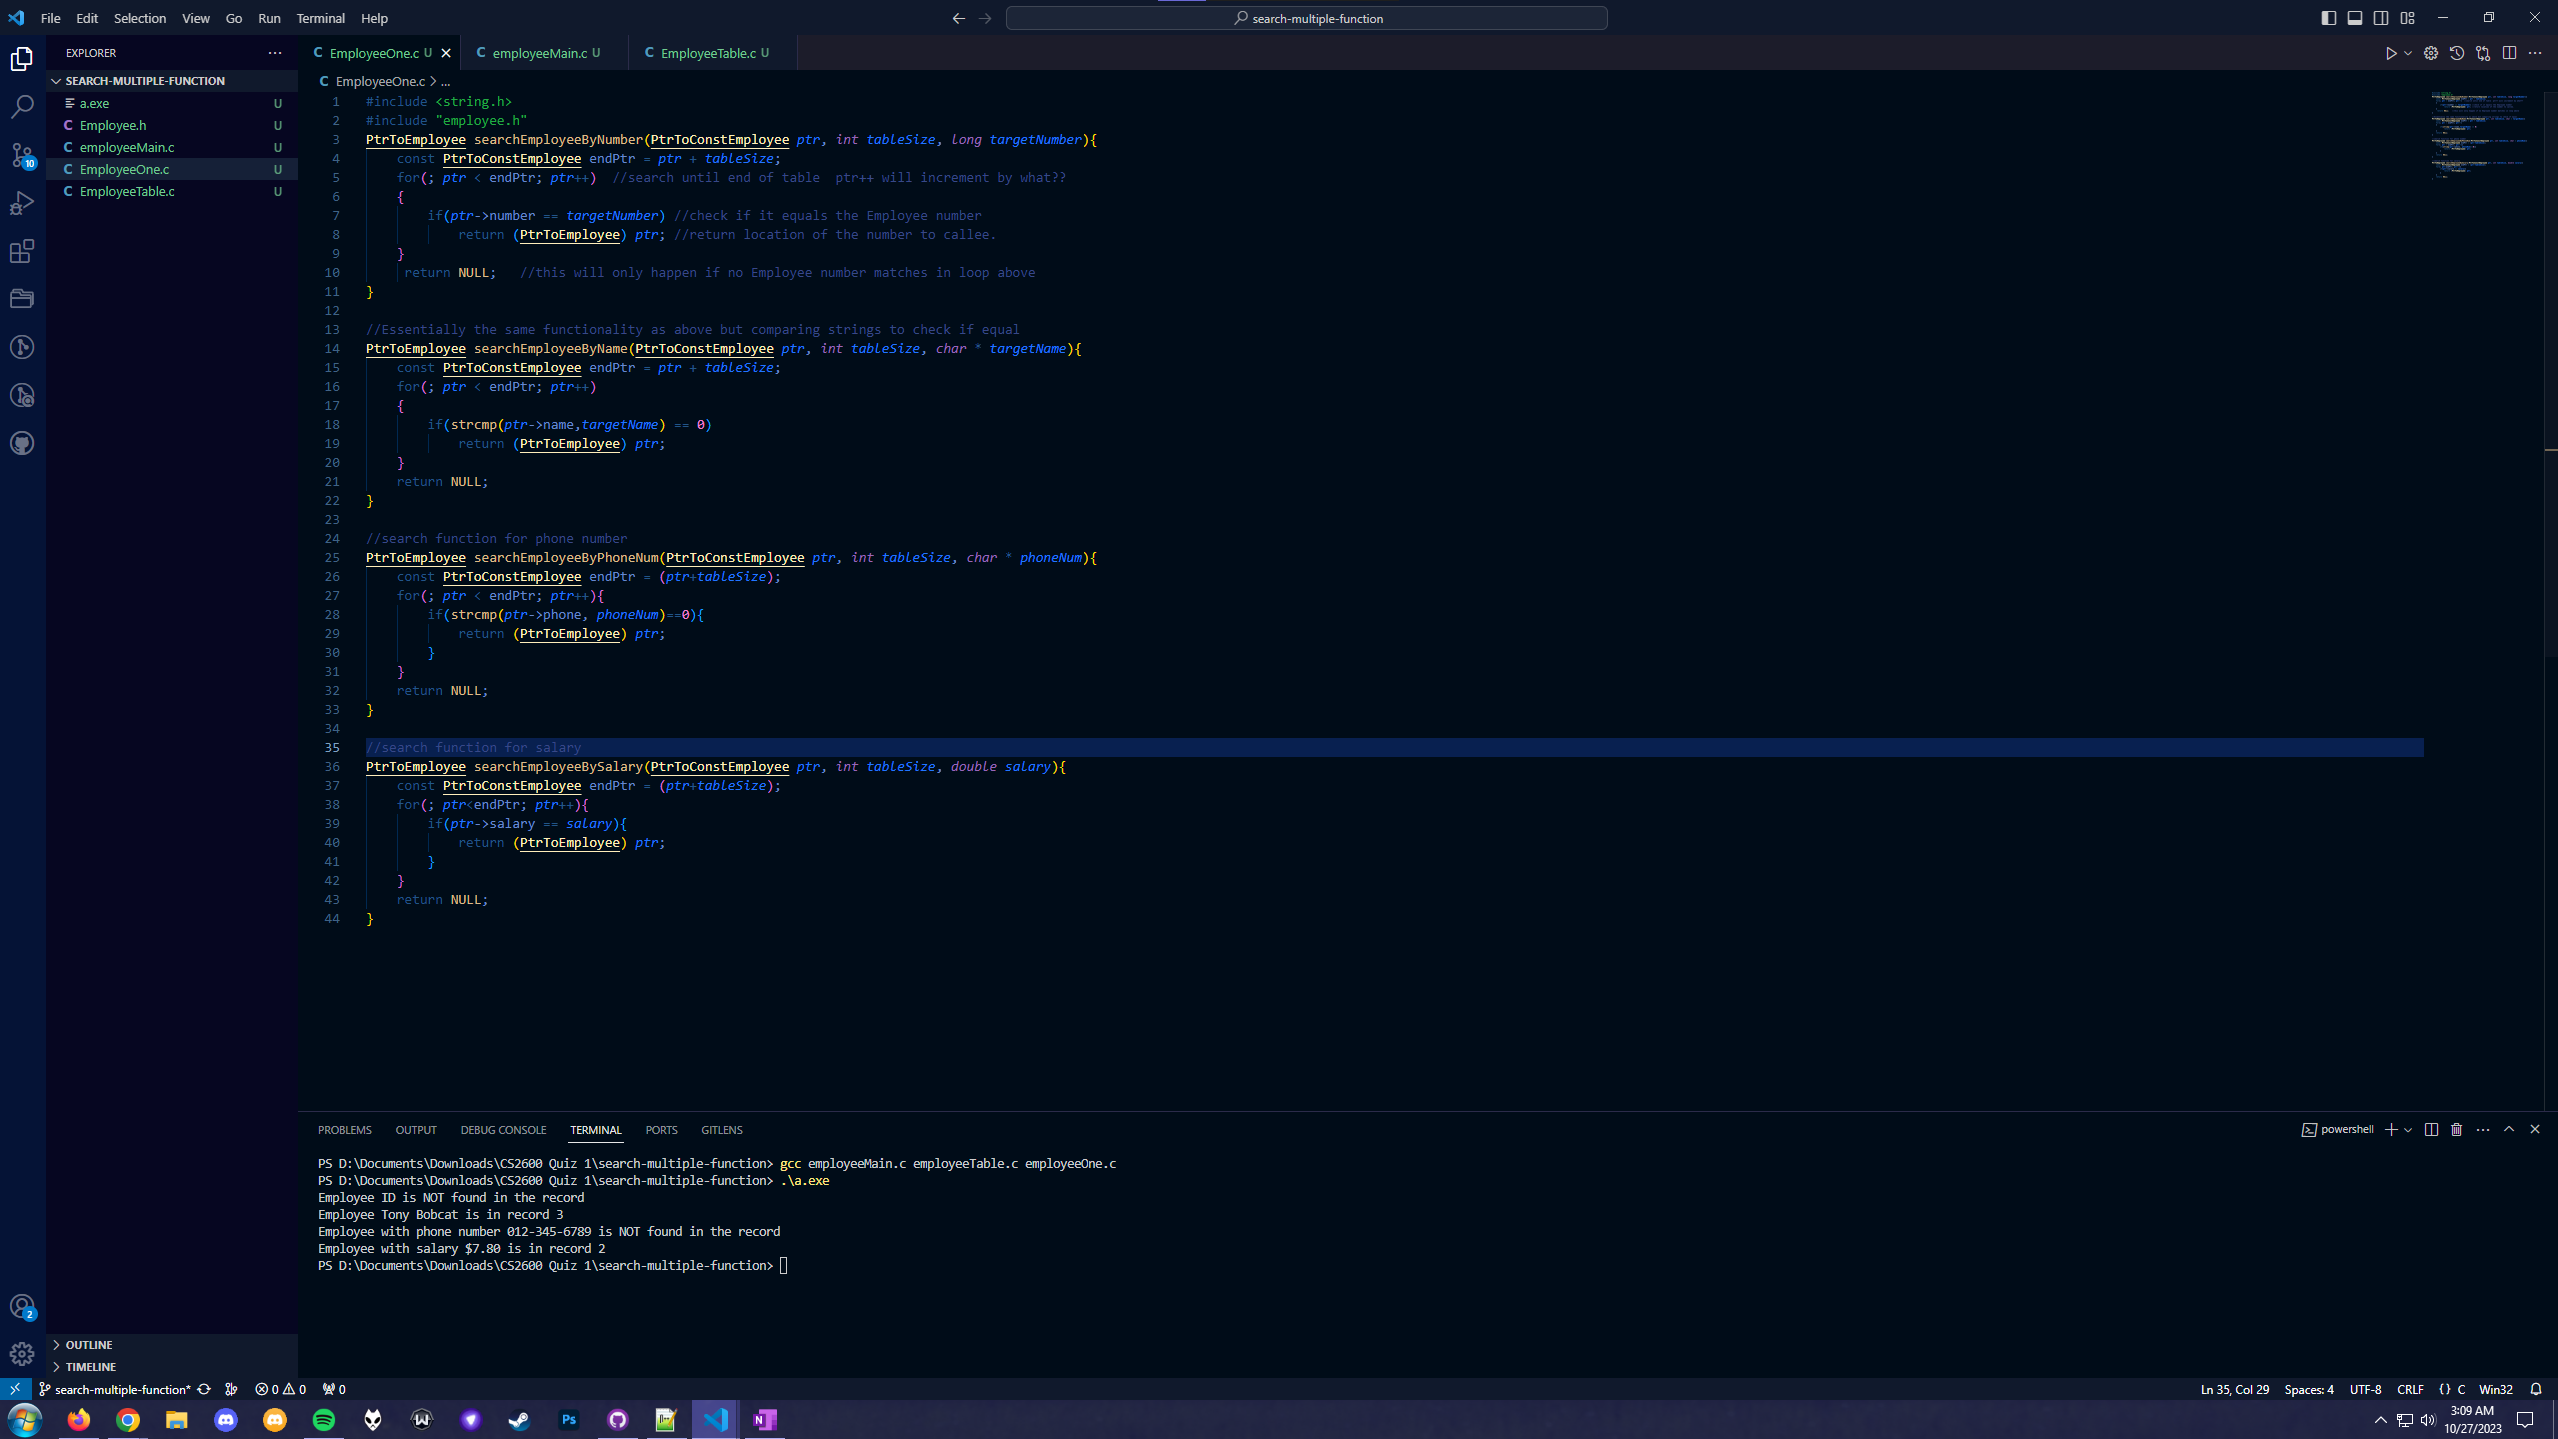 File Edit Selection View Go Run Terminal Help
search-multiple-function
EXPLORER
SEARCH-MULTIPLE-FUNCTION
a.exe U
C Employee.h U
C employeeMain.c U
C EmployeeOne.c U
C EmployeeTable.c U
10
2
OUTLINE
TIMELINE
C EmployeeOne.c U C employeeMain.c U C EmployeeTable.c U
C EmployeeOne.c > ...
1 #include <string.h>
2 #include "employee.h"
3 PtrToEmployee searchEmployeeByNumber(PtrToConstEmployee ptr, int tableSize, long targetNumber){
4 const PtrToConstEmployee endPtr = ptr + tableSize;
5 for(; ptr < endPtr; ptr++) //search until end of table ptr++ will increment by what??
6 {
7 if(ptr->number == targetNumber) //check if it equals the Employee number
8 return (PtrToEmployee) ptr; //return location of the number to callee.
9 }
10 return NULL; //this will only happen if no Employee number matches in loop above
11 }
12
13 //Essentially the same functionality as above but comparing strings to check if equal
14 PtrToEmployee searchEmployeeByName(PtrToConstEmployee ptr, int tableSize, char * targetName){
15 const PtrToConstEmployee endPtr = ptr + tableSize;
16 for(; ptr < endPtr; ptr++)
17 {
18 if(strcmp(ptr->name,targetName) == 0)
19 return (PtrToEmployee) ptr;
20 }
21 return NULL;
22 }
23
24 //search function for phone number
25 PtrToEmployee searchEmployeeByPhoneNum(PtrToConstEmployee ptr, int tableSize, char * phoneNum){
26 const PtrToConstEmployee endPtr = (ptr+tableSize);
27 for(; ptr < endPtr; ptr++){
28 if(strcmp(ptr->phone, phoneNum)==0){
29 return (PtrToEmployee) ptr;
30 }
31 }
32 return NULL;
33 }
34
35 //search function for salary
36 PtrToEmployee searchEmployeeBySalary(PtrToConstEmployee ptr, int tableSize, double salary){
37 const PtrToConstEmployee endPtr = (ptr+tableSize);
38 for(; ptr<endPtr; ptr++){
39 if(ptr->salary == salary){
40 return (PtrToEmployee) ptr;
41 }
42 }
43 return NULL;
44 }
PROBLEMS OUTPUT DEBUG CONSOLE TERMINAL PORTS GITLENS
powershell
PS D:\Documents\Downloads\CS2600 Quiz 1\search-multiple-function> gcc employeeMain.c employeeTable.c employeeOne.c
PS D:\Documents\Downloads\CS2600 Quiz 1\search-multiple-function> .\a.exe
Employee ID is NOT found in the record
Employee Tony Bobcat is in record 3
Employee with phone number 012-345-6789 is NOT found in the record
Employee with salary $7.80 is in record 2
PS D:\Documents\Downloads\CS2600 Quiz 1\search-multiple-function>
search-multiple-function* 0 0 0
Ln 35, Col 29 Spaces: 4 UTF-8 CRLF {} C Win32
Ps
N
3:09 AM
10/27/2023